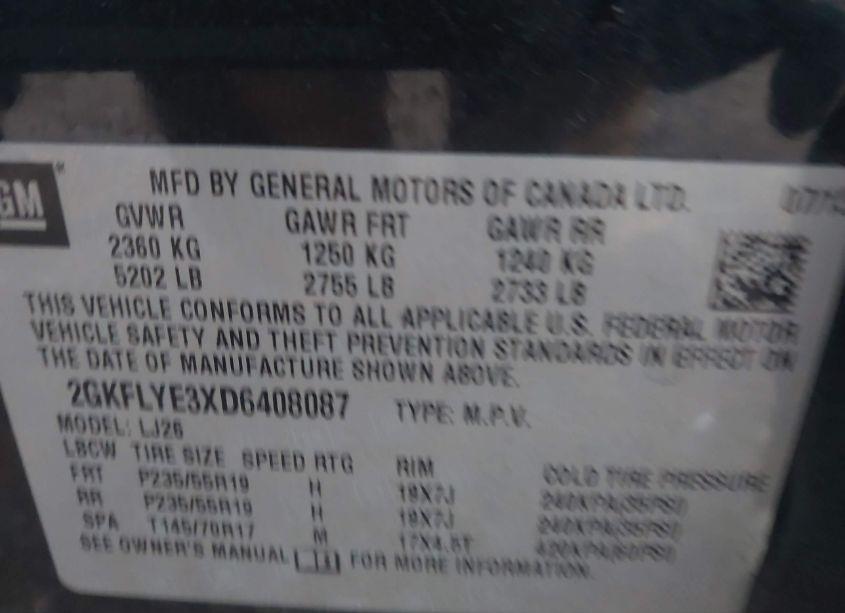 GM
MFD BY GENERAL MOTORS OF CANADA LTD.
GVWR GAWR FRT GAWR RR
2360 KG 1250 KG 1240 KG
5202 LB 2755 LB 2733 LB
THIS VEHICLE CONFORMS TO ALL APPLICABLE U.S. FEDERAL MOTOR
VEHICLE SAFETY AND THEFT PREVENTION STANDARDS IN EFFECT ON
THE DATE OF MANUFACTURE SHOWN ABOVE.
2GKFLYE3XD6408087 TYPE: M.P.V.
MODEL: LJ26
TIRE SIZE SPEED RTG RIM COLD TIRE PRESSURE
FRT P235/55R19 H 19X7J 240KPA(35PSI)
RR P235/55R19 H 19X7J 240KPA(35PSI)
SPA T145/70R17 M 17X4.5T 420KPA(60PSI)
SEE OWNER'S MANUAL FOR MORE INFORMATION.